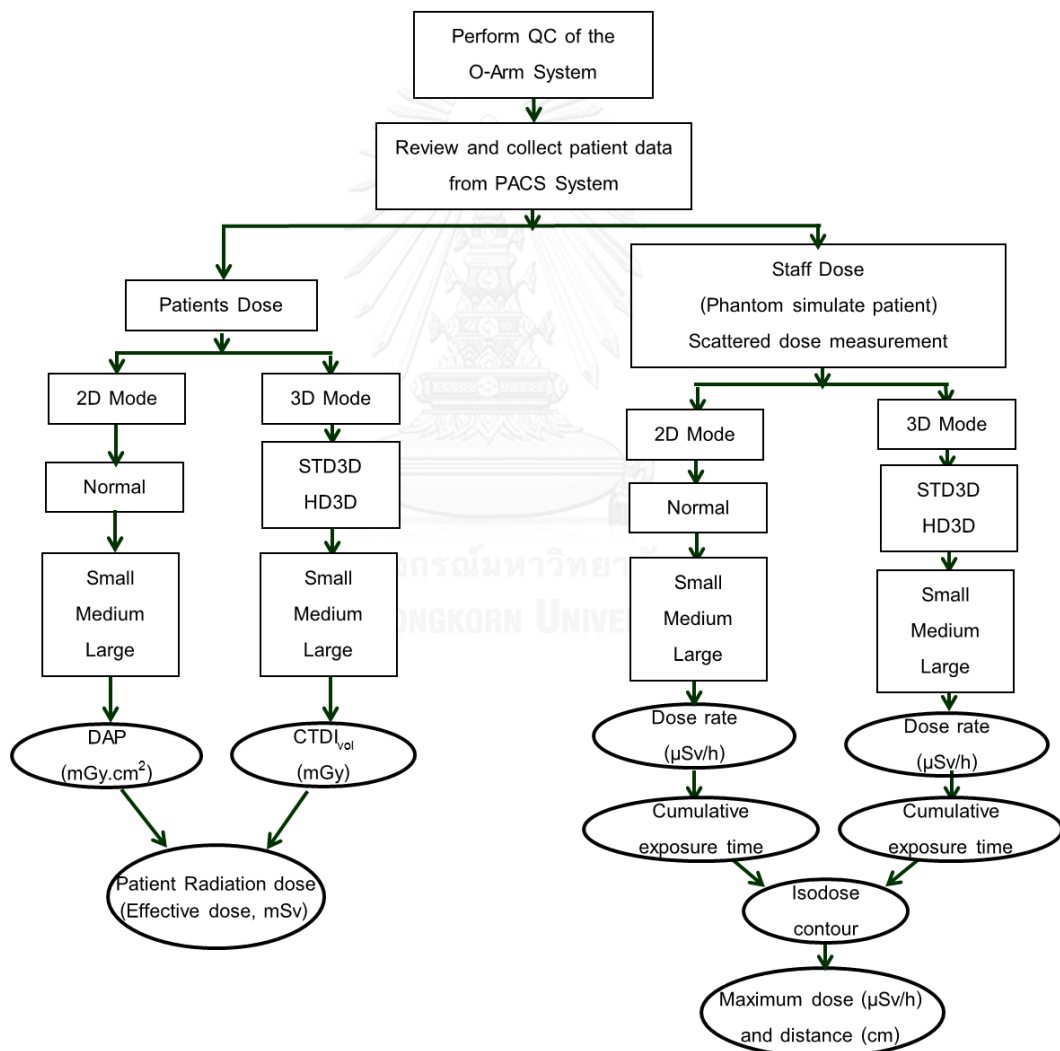 Perform QC of the
O-Arm System
Review and collect patient data
from PACS System
Patients Dose
2D Mode
Normal
Small
Medium
Large
DAP
(mGy.cm²)
3D Mode
STD3D
HD3D
Small
Medium
Large
CTDIvol
(mGy)
Patient Radiation dose
(Effective dose, mSv)
Staff Dose
(Phantom simulate patient)
Scattered dose measurement
2D Mode
Normal
Small
Medium
Large
Dose rate
(µSv/h)
Cumulative
exposure time
3D Mode
STD3D
HD3D
Small
Medium
Large
Dose rate
(µSv/h)
Cumulative
exposure time
Isodose
contour
Maximum dose (µSv/h)
and distance (cm)